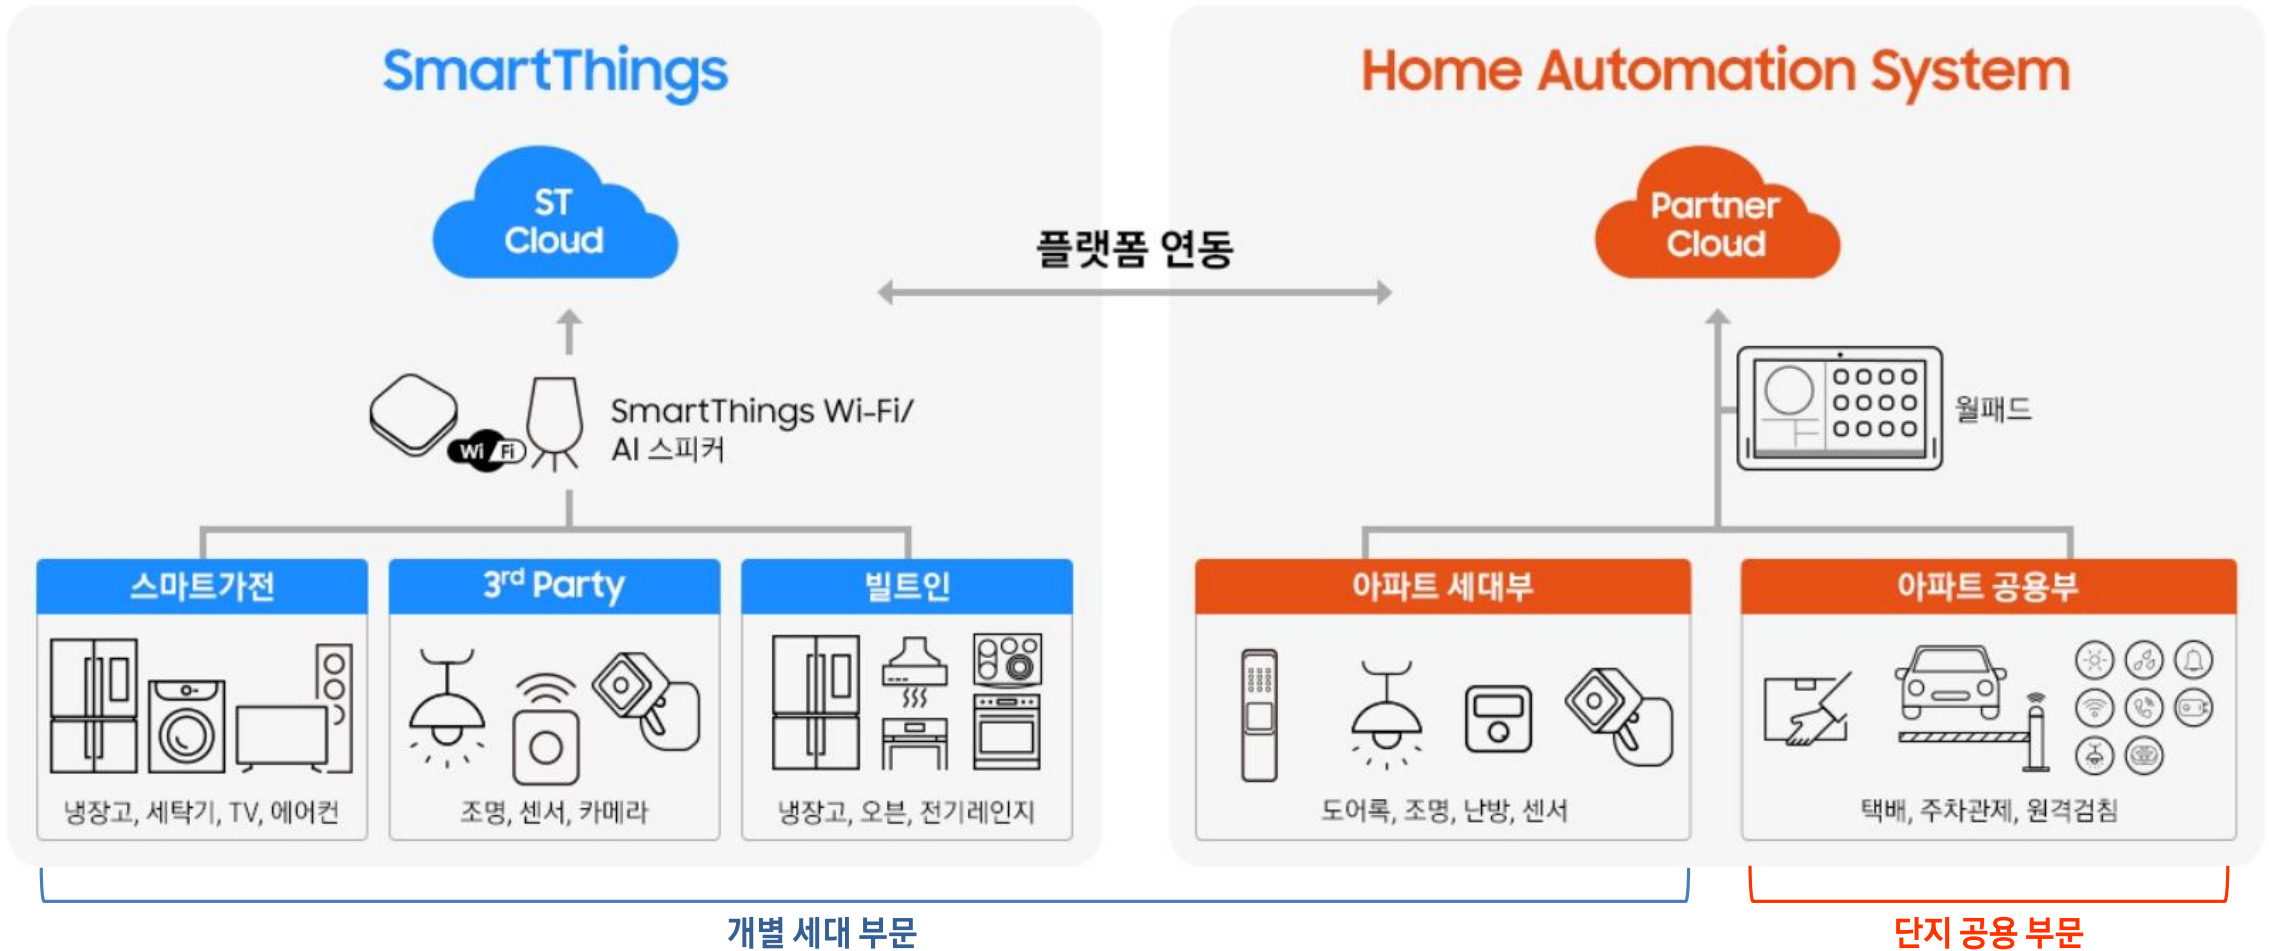 SmartThings
ST
Cloud
SmartThings Wi-Fi/
AI 스피커
Wi Fi
스마트가전
냉장고, 세탁기, TV, 에어컨
3rd Party
조명, 센서, 카메라
빌트인
냉장고, 오븐, 전기레인지
플랫폼 연동
Home Automation System
Partner
Cloud
월패드
아파트 세대부
도어록, 조명, 난방, 센서
아파트 공용부
택배, 주차관제, 원격검침
개별 세대 부문
단지 공용 부문